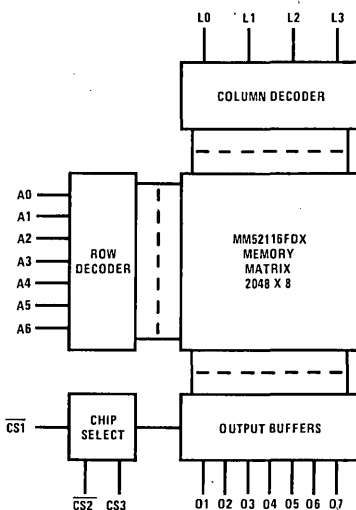 L0 L1 L2 L3
COLUMN DECODER
A0
A1
A2
A3
A4
A5
A6
ROW
DECODER
MM52116FDX
MEMORY
MATRIX
2048 X 8
CS1
CHIP
SELECT
OUTPUT BUFFERS
CS2 CS3
O1 O2 O3 O4 O5 O6 O7